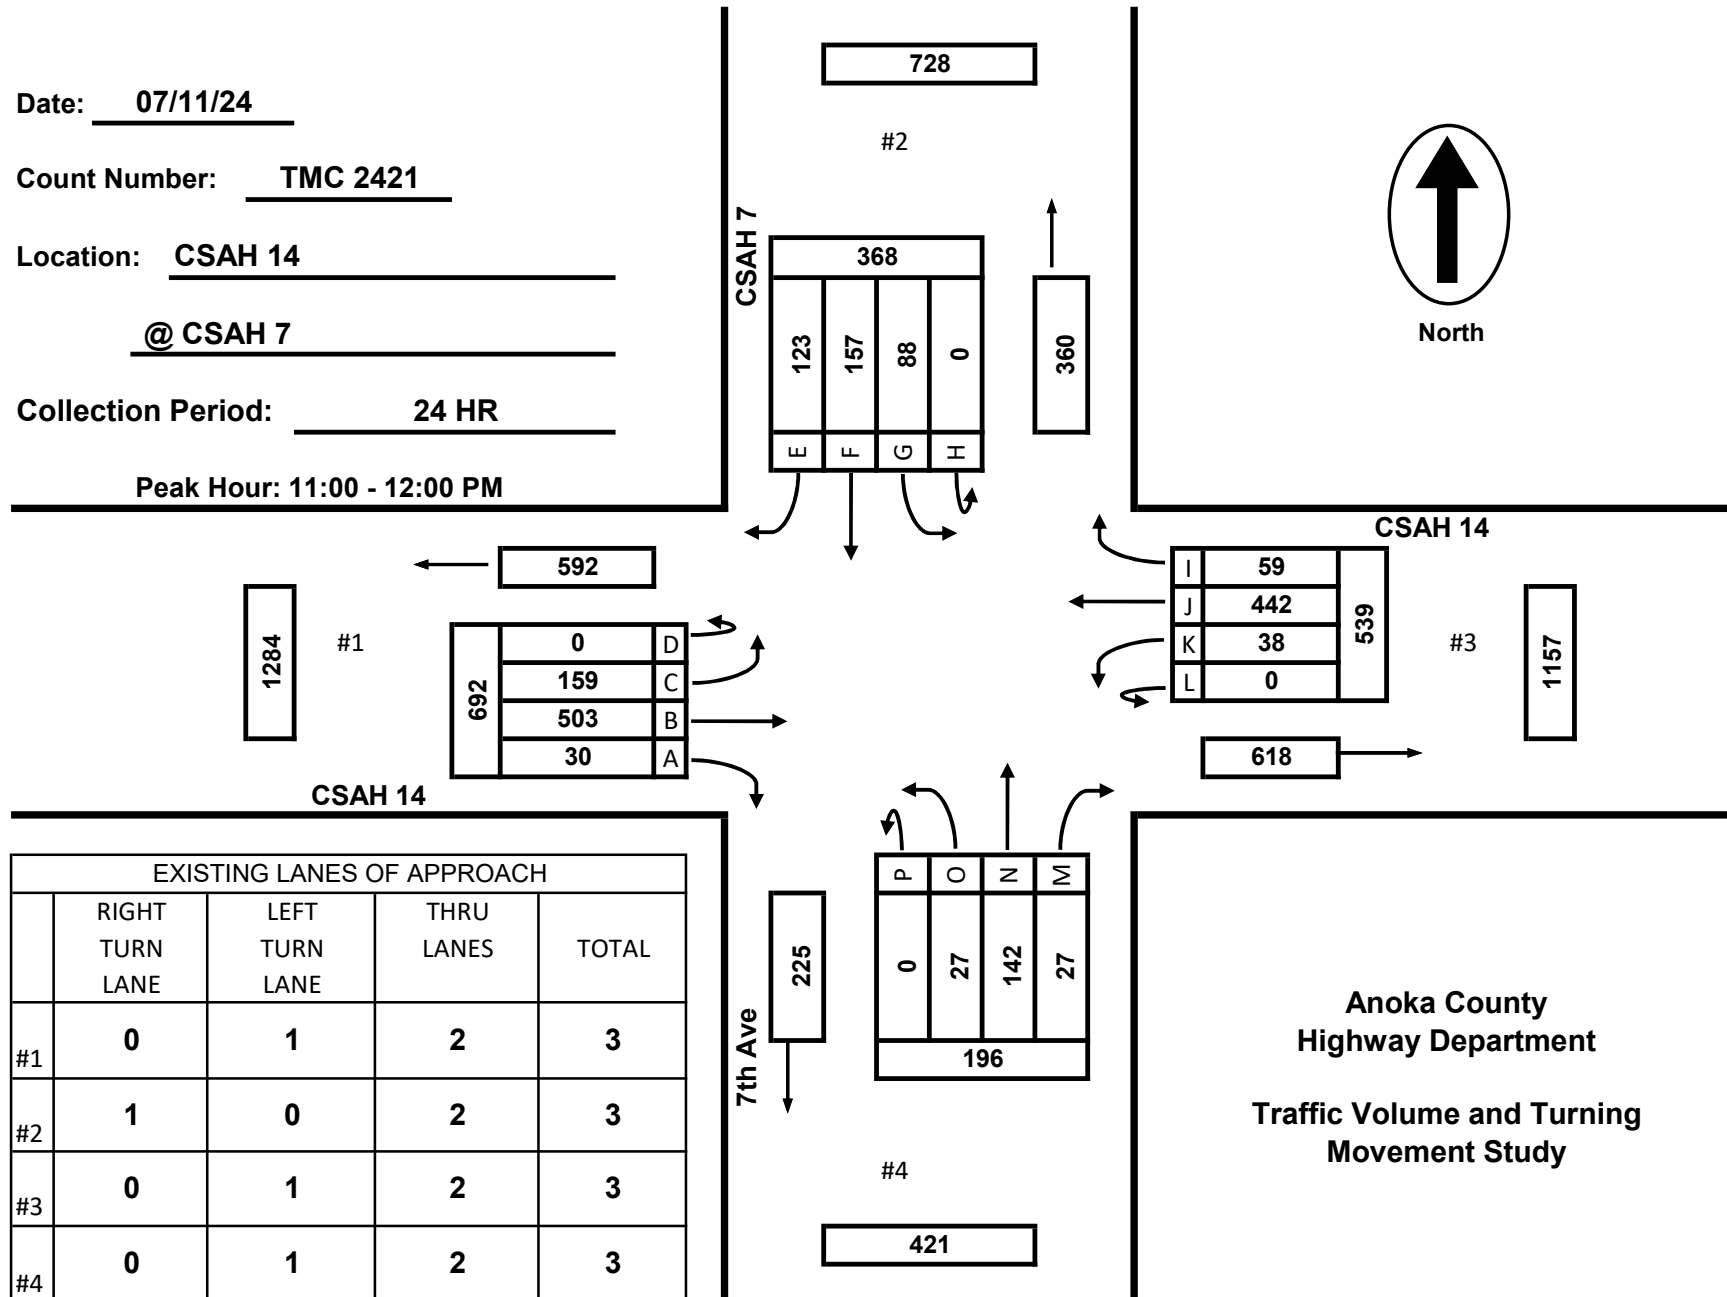 728
Date: 07/11/24
#2
Count Number: TMC 2421
CSAH 7
Location: CSAH 14
368
@ CSAH 7
123 157 88 0
360
North
Collection Period: 24 HR
E F G H
Peak Hour: 11:00 - 12:00 PM
CSAH 14
592
I 59
J 442
K 38
L 0
539
#3
1157
1284
#1
692
0 D
159 C
503 B
30 A
618
CSAH 14
EXISTING LANES OF APPROACH
RIGHT LEFT THRU
TURN TURN LANES TOTAL
LANE LANE
#1 0 1 2 3
#2 1 0 2 3
#3 0 1 2 3
#4 0 1 2 3
P O N M
225
0 27 142 27
196
7th Ave
#4
421
Anoka County
Highway Department
Traffic Volume and Turning
Movement Study